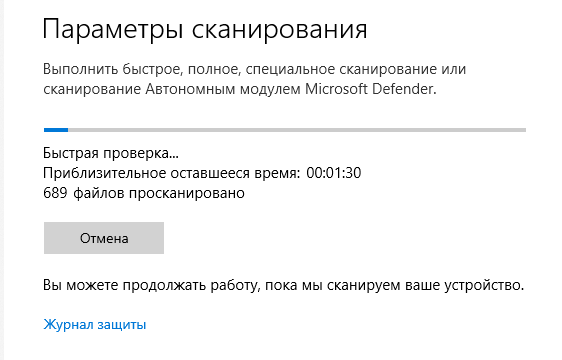 Параметры сканирования
Выполнить быстрое, полное, специальное сканирование или
сканирование Автономным модулем Microsoft Defender.
Быстрая проверка...
Приблизительное оставшееся время: 00:01:30
689 файлов просканировано
Отмена
Вы можете продолжать работу, пока мы сканируем ваше устройство.
Журнал защиты